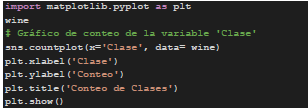 import matplotlib.pyplot as plt
wine
# Gráfico de conteo de la variable 'Clase'
sns.countplot(x='Clase', data= wine)
plt.xlabel('Clase')
plt.ylabel('Conteo')
plt.title('Conteo de Clases')
plt.show()